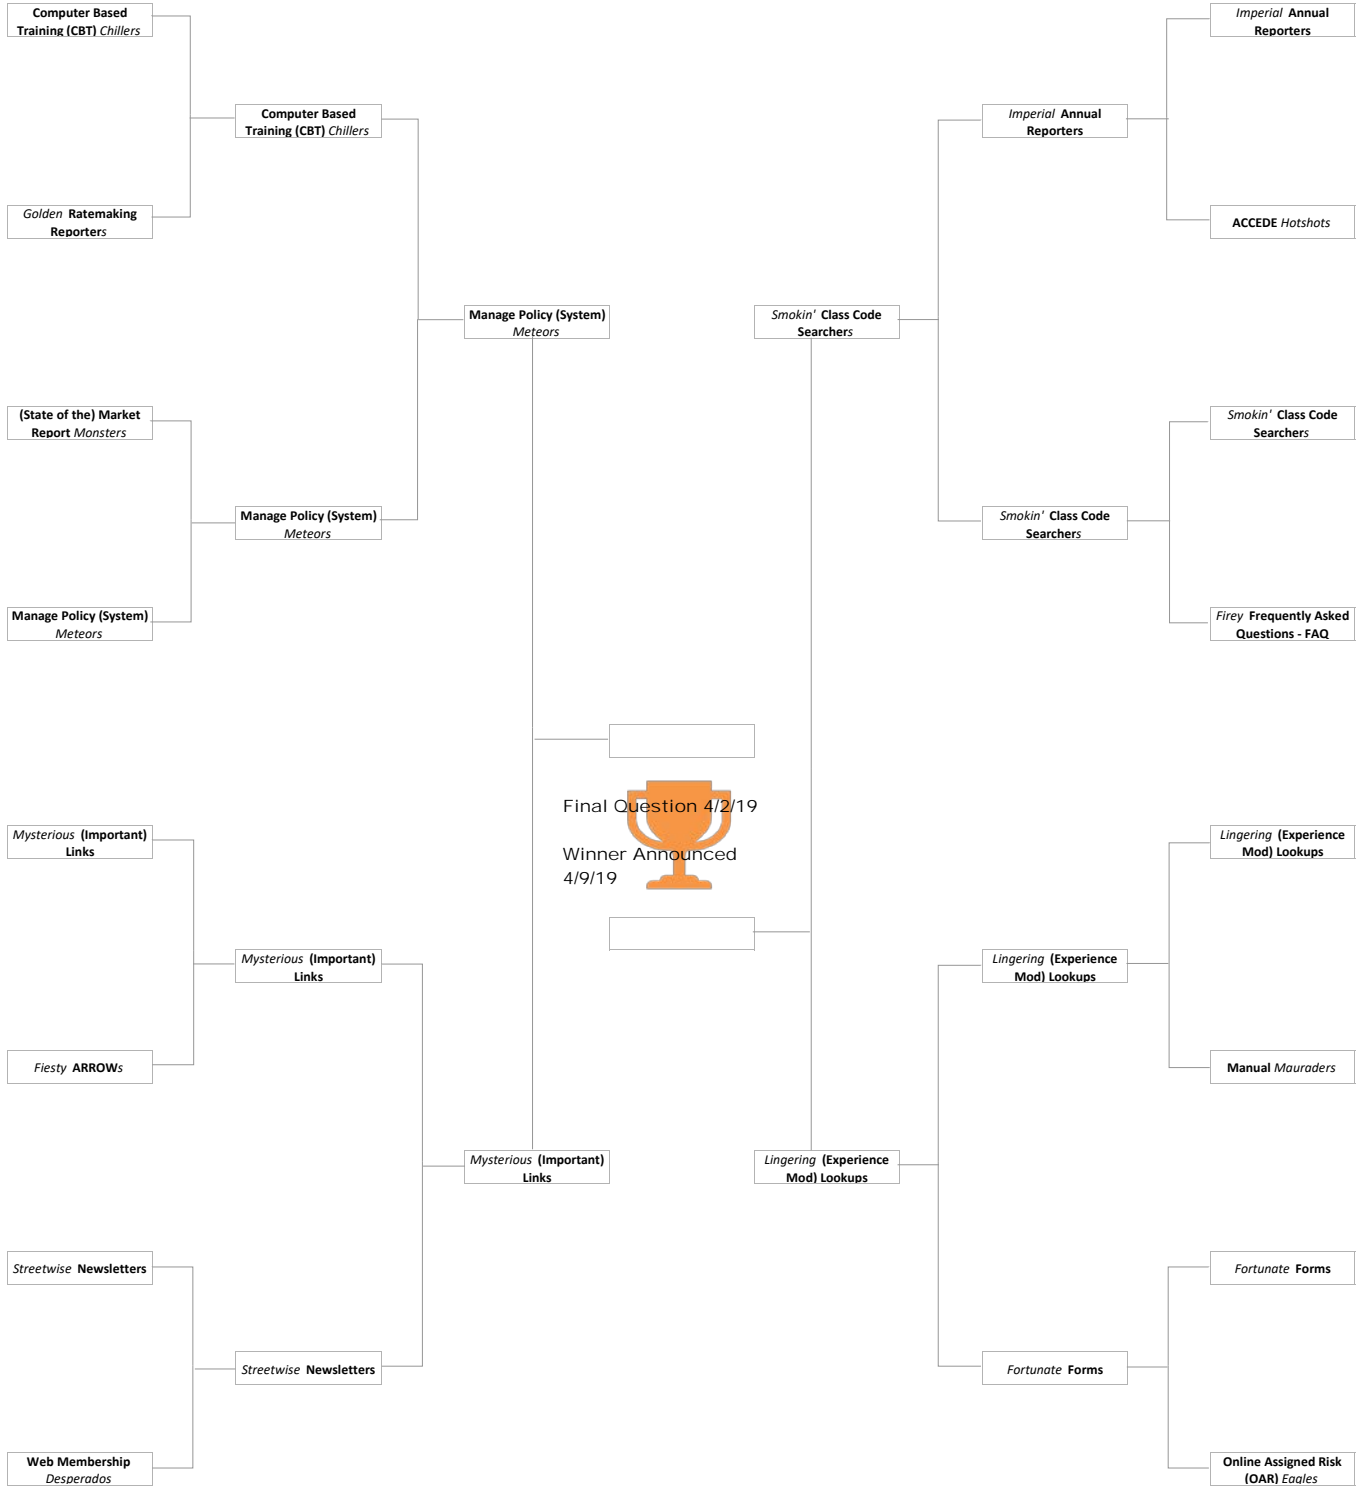 Computer Based
Training (CBT) Chillers
Golden Ratemaking
Reporters
(State of the) Market
Report Monsters
Manage Policy (System)
Meteors
Mysterious (Important)
Links
Fiesty ARROWs
Streetwise Newsletters
Web Membership
Desperados
Computer Based
Training (CBT) Chillers
Manage Policy (System)
Meteors
Mysterious (Important)
Links
Streetwise Newsletters
Manage Policy (System)
Meteors
Mysterious (Important)
Links
Final Question 4/2/19
Winner Announced
4/9/19
Smokin' Class Code
Searchers
Lingering (Experience
Mod) Lookups
Imperial Annual
Reporters
Smokin' Class Code
Searchers
Lingering (Experience
Mod) Lookups
Fortunate Forms
Imperial Annual
Reporters
ACCEDE Hotshots
Smokin' Class Code
Searchers
Firey Frequently Asked
Questions - FAQ
Lingering (Experience
Mod) Lookups
Manual Mauraders
Fortunate Forms
Online Assigned Risk
(OAR) Eagles